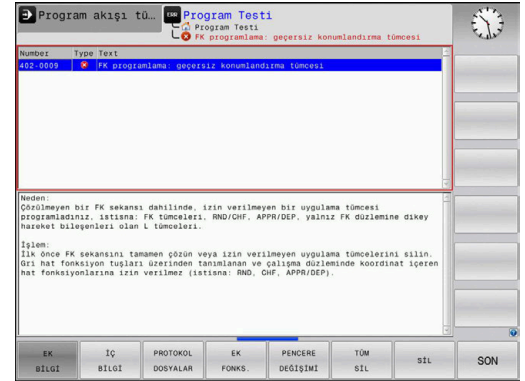 Program akışı tü…
ERR Program Testi
Program Testi
FK programlama: geçersiz konumlandırma tümcesi
Number Type Text
402-0009 FK programlama: geçersiz konumlandırma tümcesi
Neden:
Çözülmeyen bir FK sekansı dahilinde, izin verilmeyen bir uygulama tümcesi
programladınız, istisna: FK tümceleri, RND/CHF, APPR/DEP, yalnız FK düzlemine dikey
hareket bileşenleri olan L tümceleri.
İşlem:
İlk önce FK sekansını tamamen çözün veya izin verilmeyen uygulama tümcelerini silin.
Gri hat fonksiyon tuşları üzerinden tanımlanan ve çalışma düzleminde koordinat içeren
hat fonksiyonlarına izin verilmez (istisna: RND, CHF, APPR/DEP).
EK BİLGİ
İÇ BİLGİ
PROTOKOL DOSYALAR
EK FONKS.
PENCERE DEĞİŞİMİ
TÜM SİL
SİL
SON